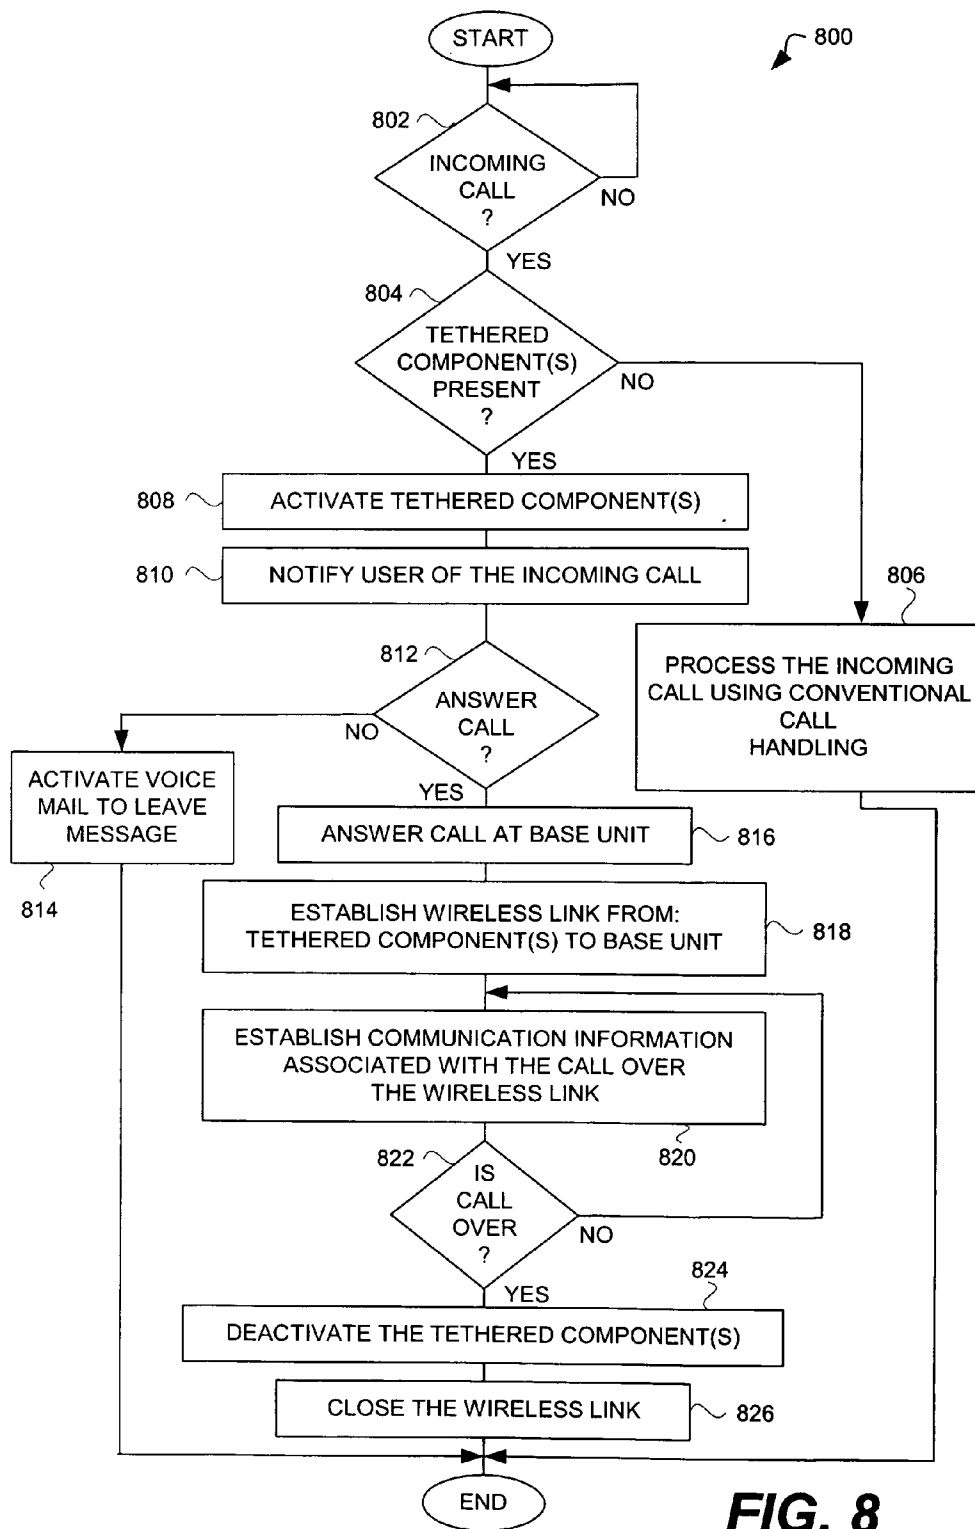 START
800
802
INCOMING
CALL
?
NO
YES
804
TETHERED
COMPONENT(S)
PRESENT
?
NO
YES
808
ACTIVATE TETHERED COMPONENT(S)
810
NOTIFY USER OF THE INCOMING CALL
806
PROCESS THE INCOMING
CALL USING CONVENTIONAL
CALL
HANDLING
812
ANSWER
CALL
?
NO
YES
ACTIVATE VOICE
MAIL TO LEAVE
MESSAGE
814
ANSWER CALL AT BASE UNIT
816
ESTABLISH WIRELESS LINK FROM:
TETHERED COMPONENT(S) TO BASE UNIT
818
ESTABLISH COMMUNICATION INFORMATION
ASSOCIATED WITH THE CALL OVER
THE WIRELESS LINK
820
822
IS
CALL
OVER
?
NO
YES
824
DEACTIVATE THE TETHERED COMPONENT(S)
CLOSE THE WIRELESS LINK
826
END
FIG. 8